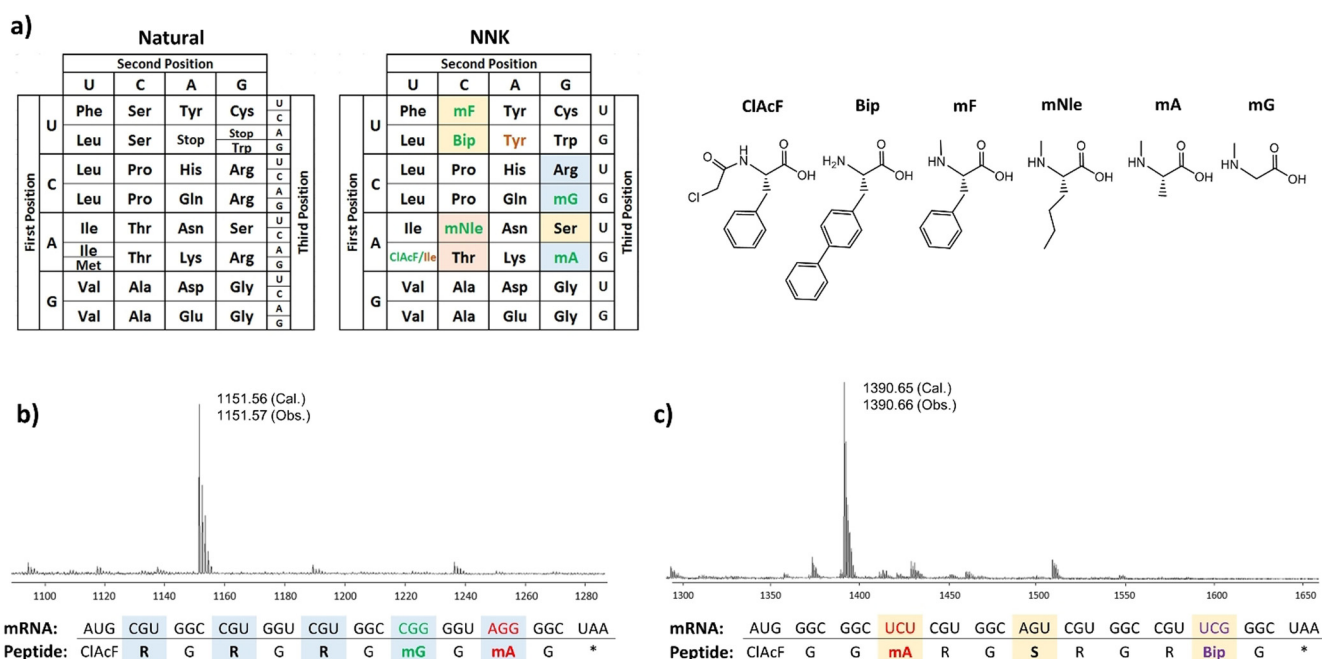 a)
Natural
Second Position
U C A G
First Position
Third Position
U Phe Ser Tyr Cys U
C
Leu Ser Stop Stop A
Trp G
C Leu Pro His Arg U
C
Leu Pro Gln Arg A
G
A Ile Thr Asn Ser U
C
Ile Thr Lys Arg A
Met G
G Val Ala Asp Gly U
C
Val Ala Glu Gly A
G
NNK
Second Position
U C A G
First Position
Third Position
U Phe mF Tyr Cys U
Leu Bip Tyr Trp G
C Leu Pro His Arg U
Leu Pro Gln mG G
A Ile mNle Asn Ser U
ClAcF/Ile Thr Lys mA G
G Val Ala Asp Gly U
Val Ala Glu Gly G
ClAcF Bip mF mNle mA mG
O H N O OH Cl
H2N O OH
HN O OH
HN O OH
HN O OH
HN O OH
b)
1151.56 (Cal.)
1151.57 (Obs.)
1100 1120 1140 1160 1180 1200 1220 1240 1260 1280
mRNA: AUG CGU GGC CGU GGU CGU GGC CGG GGU AGG GGC UAA
Peptide: ClAcF R G R G R G mG G mA G *
c)
1390.65 (Cal.)
1390.66 (Obs.)
1300 1350 1400 1450 1500 1550 1600 1650
mRNA: AUG GGC GGC UCU CGU GGC AGU CGU GGC CGU UCG GGC UAA
Peptide: ClAcF G G mA R G S R G R Bip G *